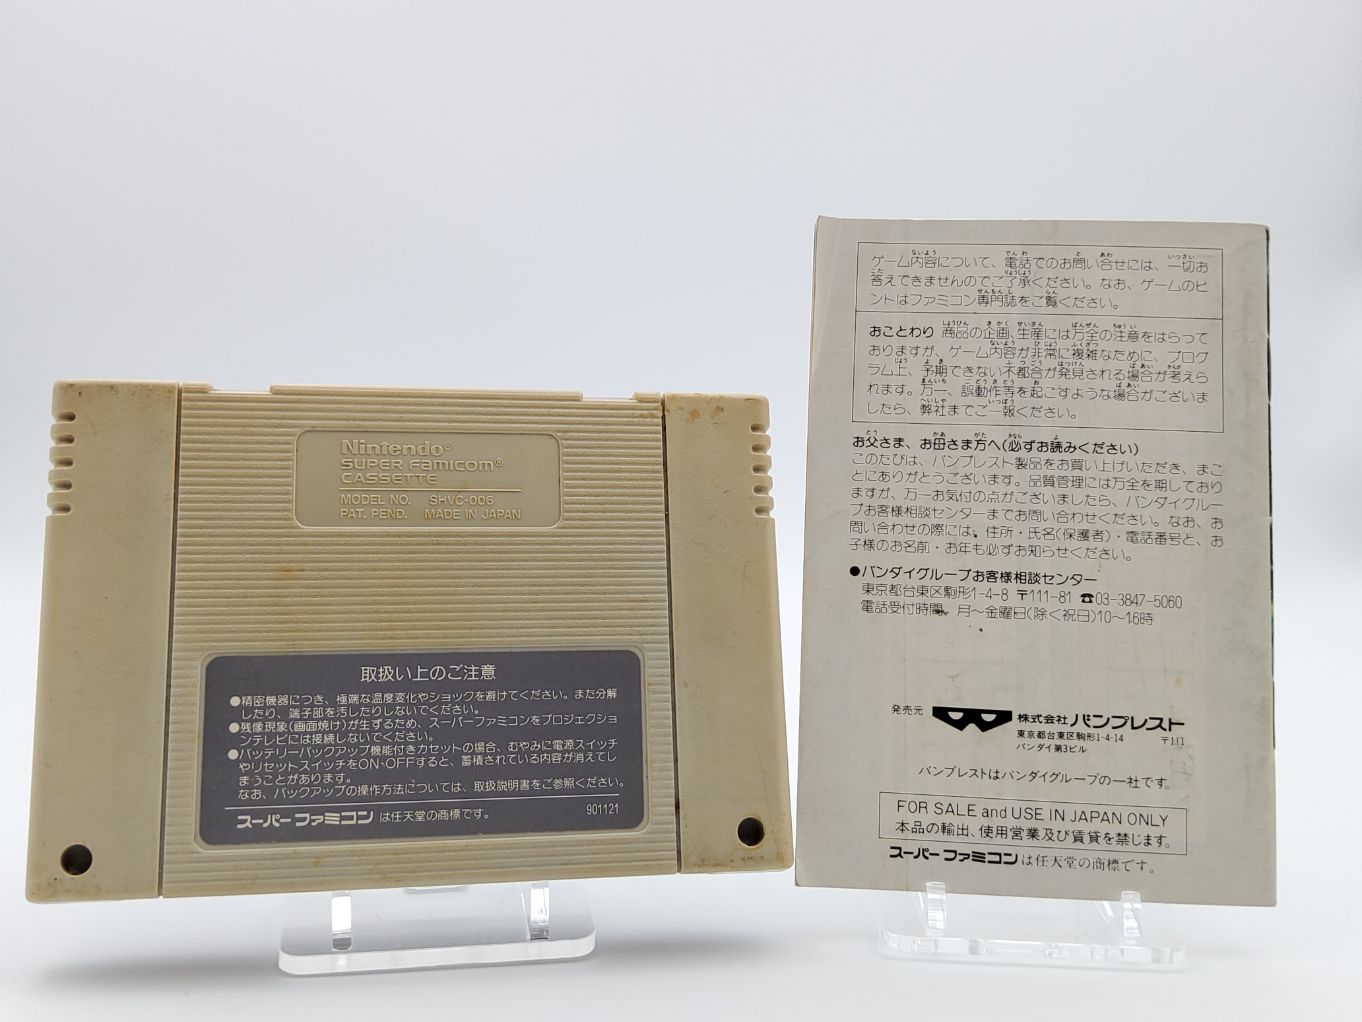 Nintendo®
SUPER FAMICOM®
CASSETTE
MODEL NO. SHVC-006
PAT. PEND. MADE IN JAPAN
取扱い上のご注意
●精密機器につき、極端な温度変化やショックを避けてください。また分解
したり、端子部を汚したりしないでください。
●残像現象(画面焼け)が生ずるため、スーパーファミコンをプロジェクショ
ンテレビには接続しないでください。
●バッテリーバックアップ機能付きカセットの場合、むやみに電源スイッチ
やリセットスイッチをON・OFFすると、蓄積されている内容が消えてし
まうことがあります。
なお、バックアップの操作方法については、取扱説明書をご参照ください。
スーパーファミコンは任天堂の商標です。 901121
ゲーム内容について、電話でのお問い合せには、一切お
答えできませんのでご了承ください。なお、ゲームのヒ
ントはファミコン専門誌をご覧ください。
おことわり 商品の企画、生産には万全の注意をはらって
おりますが、ゲーム内容が非常に複雑なために、プログ
ラム上、予期できない不都合が発見される場合が考えら
れます。万一、誤動作等を起こすような場合がございま
したら、弊社までご一報ください。
お父さま、お母さま方へ(必ずお読みください)
このたびは、バンプレスト製品をお買い上げいただき、まこ
とにありがとうございます。品質管理には万全を期しており
ますが、万一お気付の点がございましたら、バンダイグルー
プお客様相談センターまでお問い合わせください。なお、お
問い合わせの際には、住所・氏名(保護者)・電話番号と、お
子様のお名前・お年も必ずお知らせください。
●バンダイグループお客様相談センター
東京都台東区駒形1-4-8 〒111-81 ☎03-3847-5060
電話受付時間 月〜金曜日(除く祝日)10〜16時
発売元 株式会社 バンプレスト
東京都台東区駒形1-4-14 〒111
バンダイ第3ビル
バンプレストはバンダイグループの一社です。
FOR SALE and USE IN JAPAN ONLY
本品の輸出、使用営業及び賃貸を禁じます。
スーパーファミコンは任天堂の商標です。